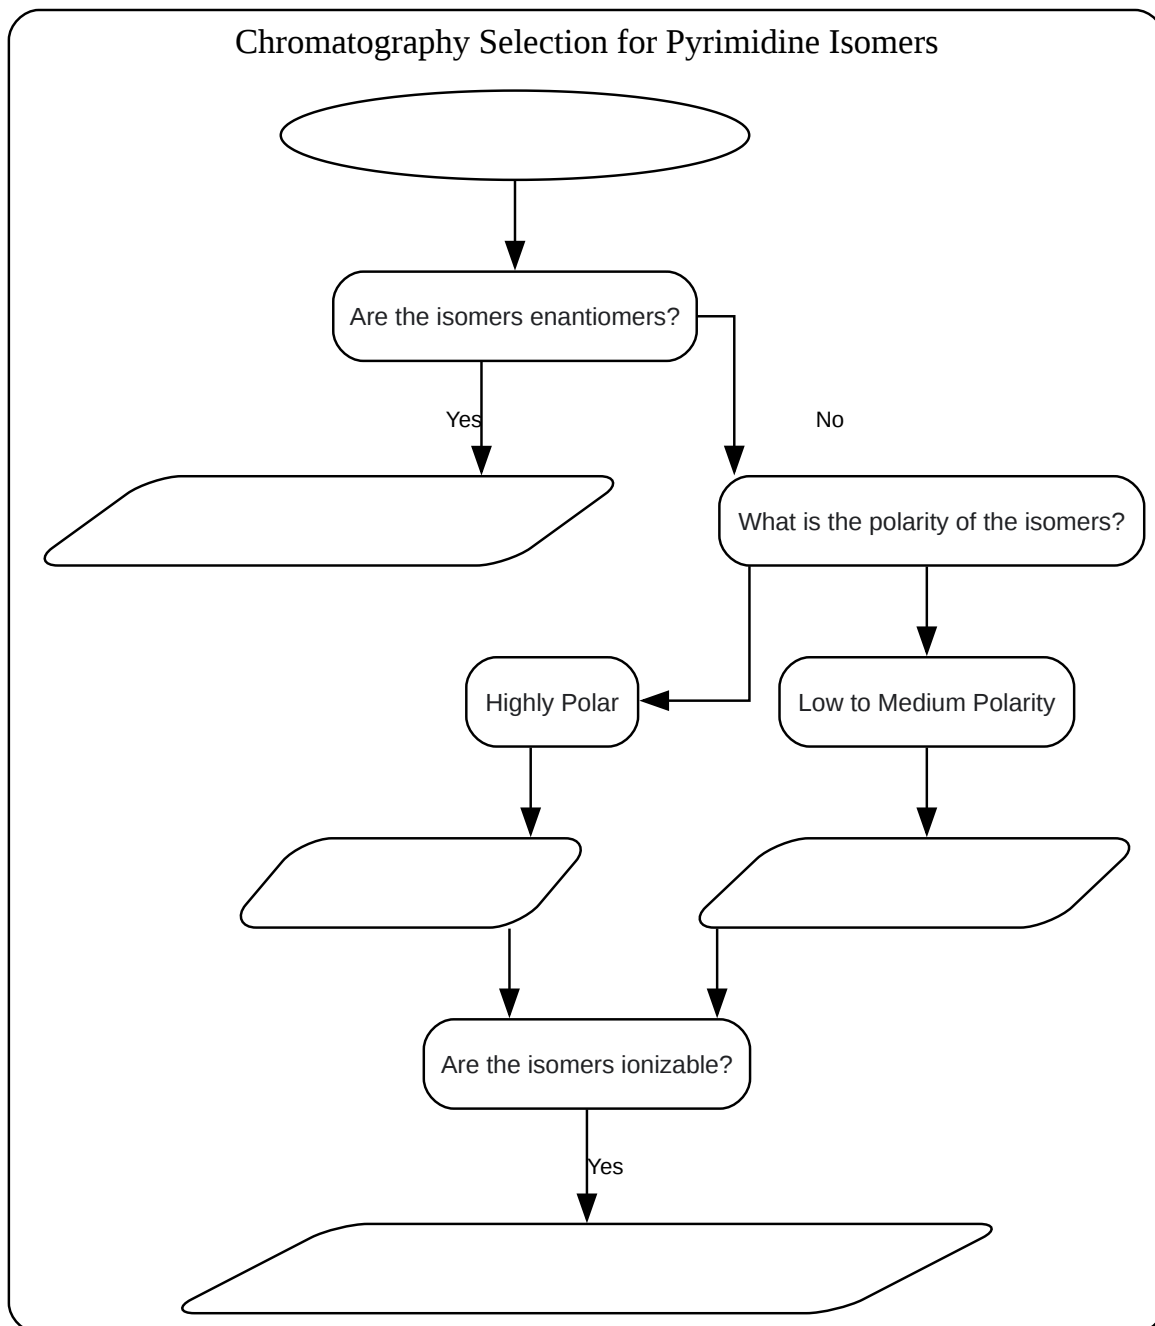 Chromatography Selection for Pyrimidine Isomers
Are the isomers enantiomers?
Yes
No
What is the polarity of the isomers?
Highly Polar
Low to Medium Polarity
Are the isomers ionizable?
Yes